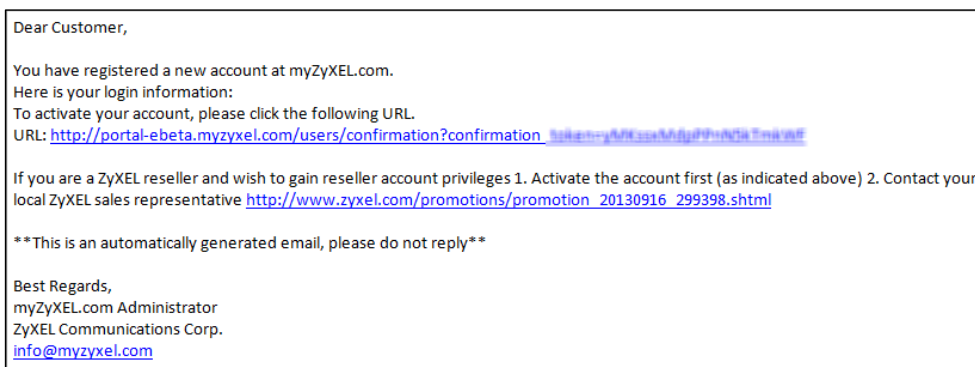 Dear Customer,
You have registered a new account at myZyXEL.com.
Here is your login information:
To activate your account, please click the following URL.
URL: http://portal-ebeta.myzyxel.com/users/confirmation?confirmation_
If you are a ZyXEL reseller and wish to gain reseller account privileges 1. Activate the account first (as indicated above) 2. Contact your
local ZyXEL sales representative http://www.zyxel.com/promotions/promotion_20130916_299398.shtml
**This is an automatically generated email, please do not reply**
Best Regards,
myZyXEL.com Administrator
ZyXEL Communications Corp.
info@myzyxel.com